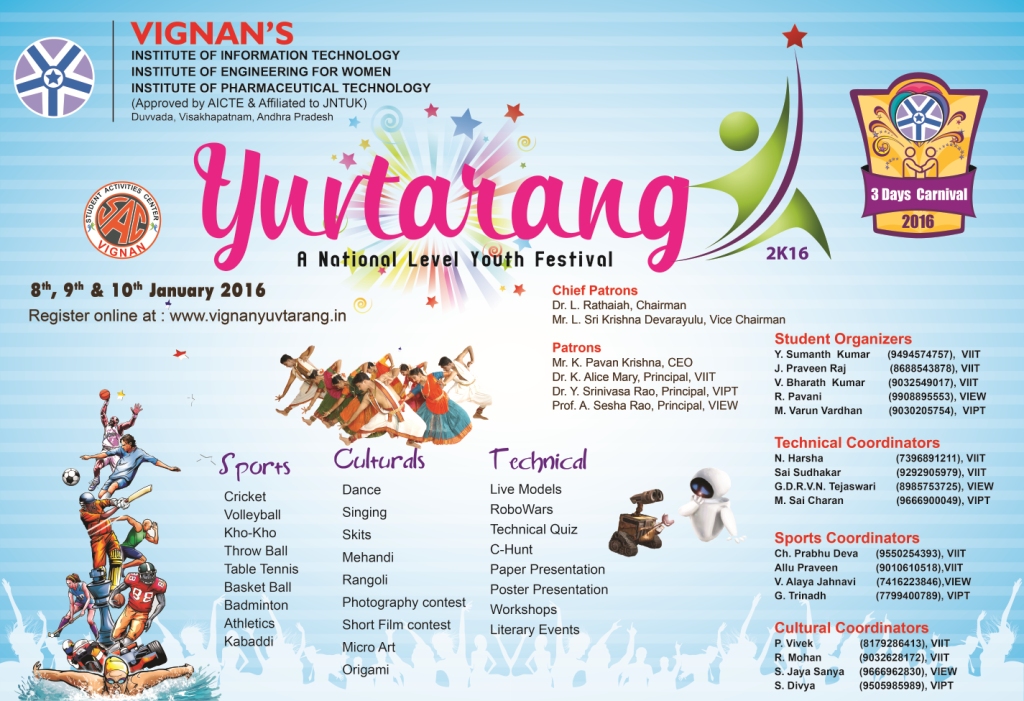 VIGNAN'S
INSTITUTE OF INFORMATION TECHNOLOGY
INSTITUTE OF ENGINEERING FOR WOMEN
INSTITUTE OF PHARMACEUTICAL TECHNOLOGY
(Approved by AICTE & Affiliated to JNTUK)
Duvvada, Visakhapatnam, Andhra Pradesh
STUDENT ACTIVITIES CENTER
SAC
VIGNAN
Yuvtarang
A National Level Youth Festival
2K16
3 Days Carnival
2016
8th, 9th & 10th January 2016
Register online at : www.vignanyuvtarang.in
Chief Patrons
Dr. L. Rathaiah, Chairman
Mr. L. Sri Krishna Devarayulu, Vice Chairman
Patrons
Mr. K. Pavan Krishna, CEO
Dr. K. Alice Mary, Principal, VIIT
Dr. Y. Srinivasa Rao, Principal, VIPT
Prof. A. Sesha Rao, Principal, VIEW
Sports
Cricket
Volleyball
Kho-Kho
Throw Ball
Table Tennis
Basket Ball
Badminton
Athletics
Kabaddi
Culturals
Dance
Singing
Skits
Mehandi
Rangoli
Photography contest
Short Film contest
Micro Art
Origami
Technical
Live Models
RoboWars
Technical Quiz
C-Hunt
Paper Presentation
Poster Presentation
Workshops
Literary Events
Student Organizers
Y. Sumanth Kumar (9494574757), VIIT
J. Praveen Raj (8688543878), VIIT
V. Bharath Kumar (9032549017), VIIT
R. Pavani (9908895553), VIEW
M. Varun Vardhan (9030205754), VIPT
Technical Coordinators
N. Harsha (7396891211), VIIT
Sai Sudhakar (9292905979), VIIT
G.D.R.V.N. Tejaswari (8985753725), VIEW
M. Sai Charan (9666900049), VIPT
Sports Coordinators
Ch. Prabhu Deva (9550254393), VIIT
Allu Praveen (9010610518),VIIT
V. Alaya Jahnavi (7416223846),VIEW
G. Trinadh (7799400789), VIPT
Cultural Coordinators
P. Vivek (8179286413), VIIT
R. Mohan (9032628172), VIIT
S. Jaya Sanya (9666962830), VIEW
S. Divya (9505985989), VIPT
98